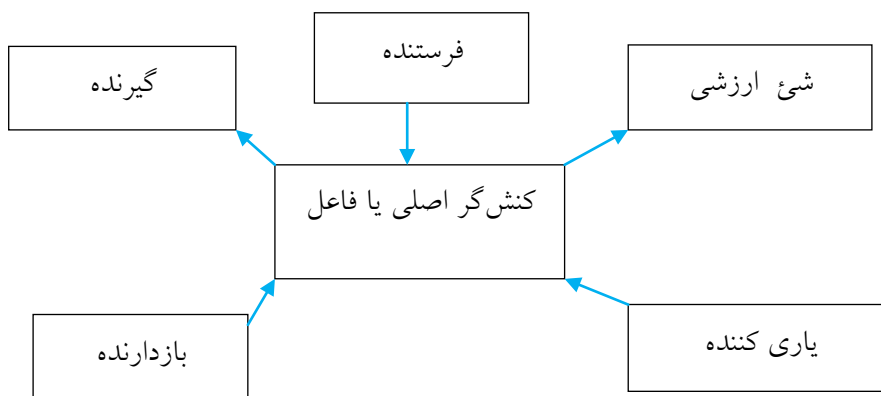 فرستنده
شئ ارزشی
گیرنده
کنش‌گر اصلی یا فاعل
یاری کننده
بازدارنده